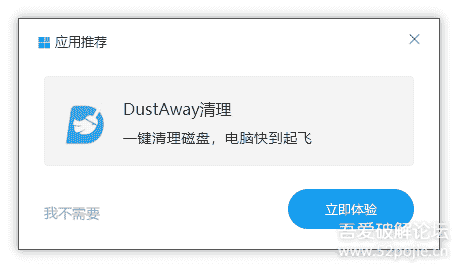 应用推荐
DustAway清理
一键清理磁盘，电脑快到起飞
我不需要
立即体验
吾爱破解论坛
www.52pojie.cn